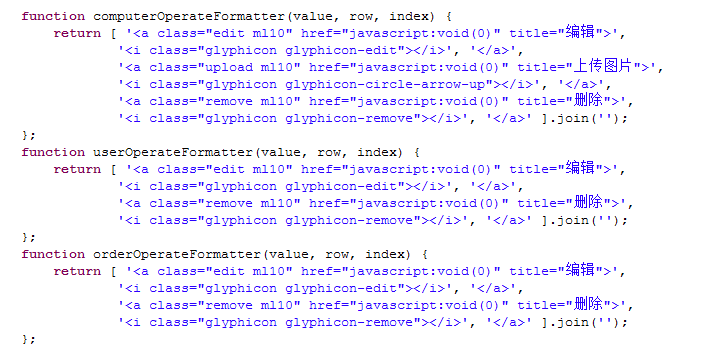 function computerOperateFormatter(value, row, index) {
    return [ '<a class="edit ml10" href="javascript:void(0)" title="编辑">',
            '<i class="glyphicon glyphicon-edit"></i>', '</a>',
            '<a class="upload ml10" href="javascript:void(0)" title="上传图片">',
            '<i class="glyphicon glyphicon-circle-arrow-up"></i>', '</a>',
            '<a class="remove ml10" href="javascript:void(0)" title="删除">',
            '<i class="glyphicon glyphicon-remove"></i>', '</a>' ].join('');
};
function userOperateFormatter(value, row, index) {
    return [ '<a class="edit ml10" href="javascript:void(0)" title="编辑">',
            '<i class="glyphicon glyphicon-edit"></i>', '</a>',
            '<a class="remove ml10" href="javascript:void(0)" title="删除">',
            '<i class="glyphicon glyphicon-remove"></i>', '</a>' ].join('');
};
function orderOperateFormatter(value, row, index) {
    return [ '<a class="edit ml10" href="javascript:void(0)" title="编辑">',
            '<i class="glyphicon glyphicon-edit"></i>', '</a>',
            '<a class="remove ml10" href="javascript:void(0)" title="删除">',
            '<i class="glyphicon glyphicon-remove"></i>', '</a>' ].join('');
};